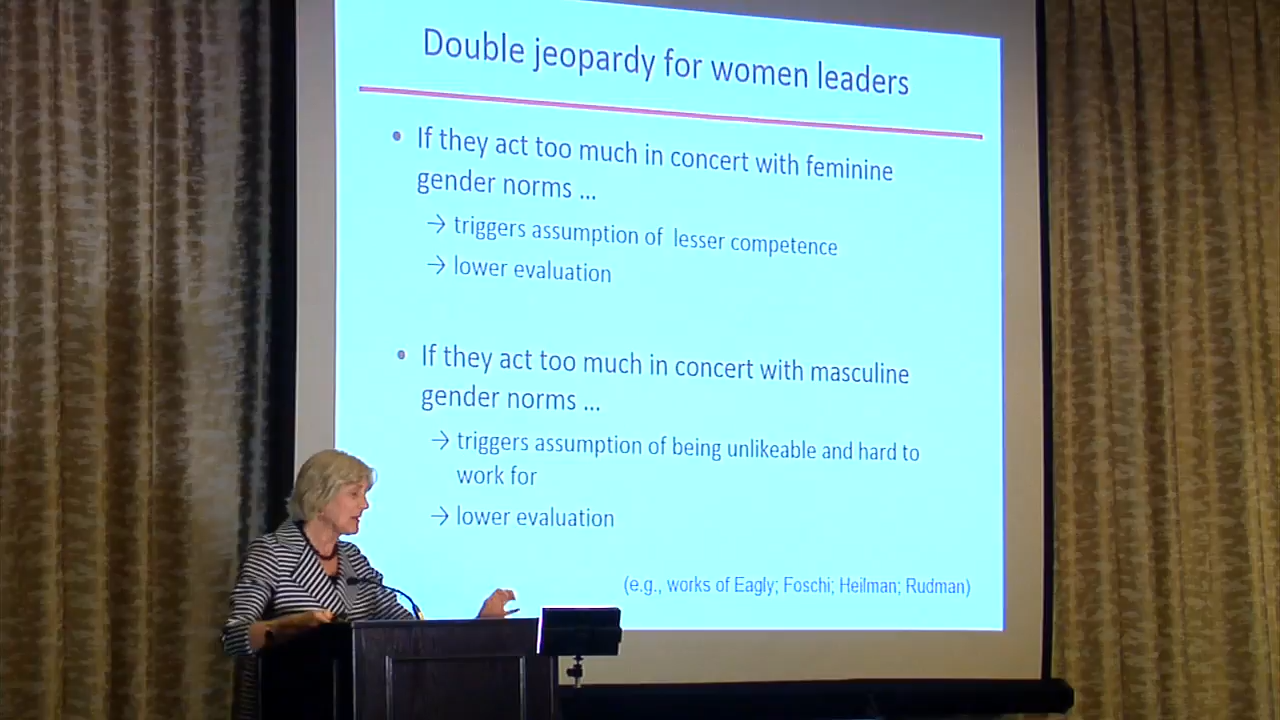 Double jeopardy for women leaders
• If they act too much in concert with feminine
gender norms ...
→ triggers assumption of lesser competence
→ lower evaluation
• If they act too much in concert with masculine
gender norms ...
→ triggers assumption of being unlikeable and hard to
work for
→ lower evaluation
(e.g., works of Eagly; Foschi; Heilman; Rudman)